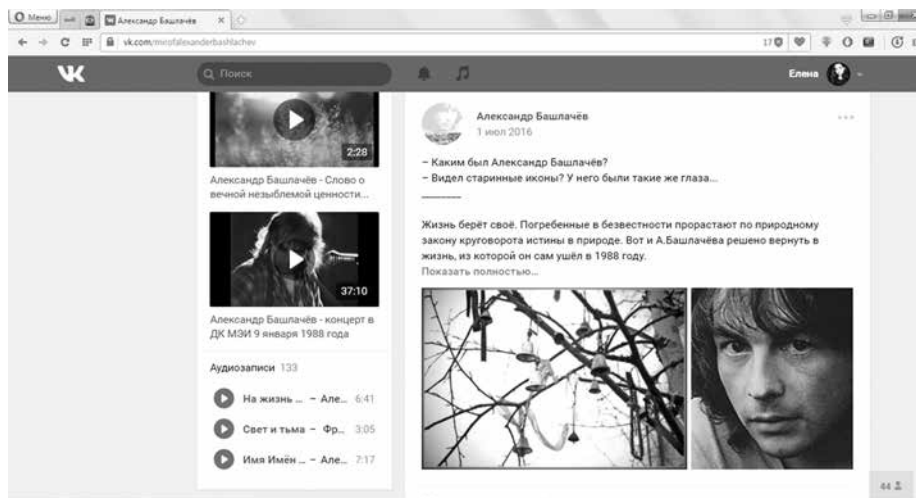 Меню
Александр Башлачёв
vk.com/mirofalexanderbashlachev
17
Поиск
Елена
2:28
Александр Башлачёв - Слово о
вечной незыблемой ценности...
37:10
Александр Башлачёв - концерт в
ДК МЭИ 9 января 1988 года
Аудиозаписи 133
На жизнь ... – Але... 6:41
Свет и тьма – Фр... 3:05
Имя Имён ... – Але... 7:17
Александр Башлачёв
1 июл 2016
– Каким был Александр Башлачёв?
– Видел старинные иконы? У него были такие же глаза...
Жизнь берёт своё. Погребенные в безвестности прорастают по природному
закону круговорота истины в природе. Вот и А.Башлачёва решено вернуть в
жизнь, из которой он сам ушёл в 1988 году.
Показать полностью...
44